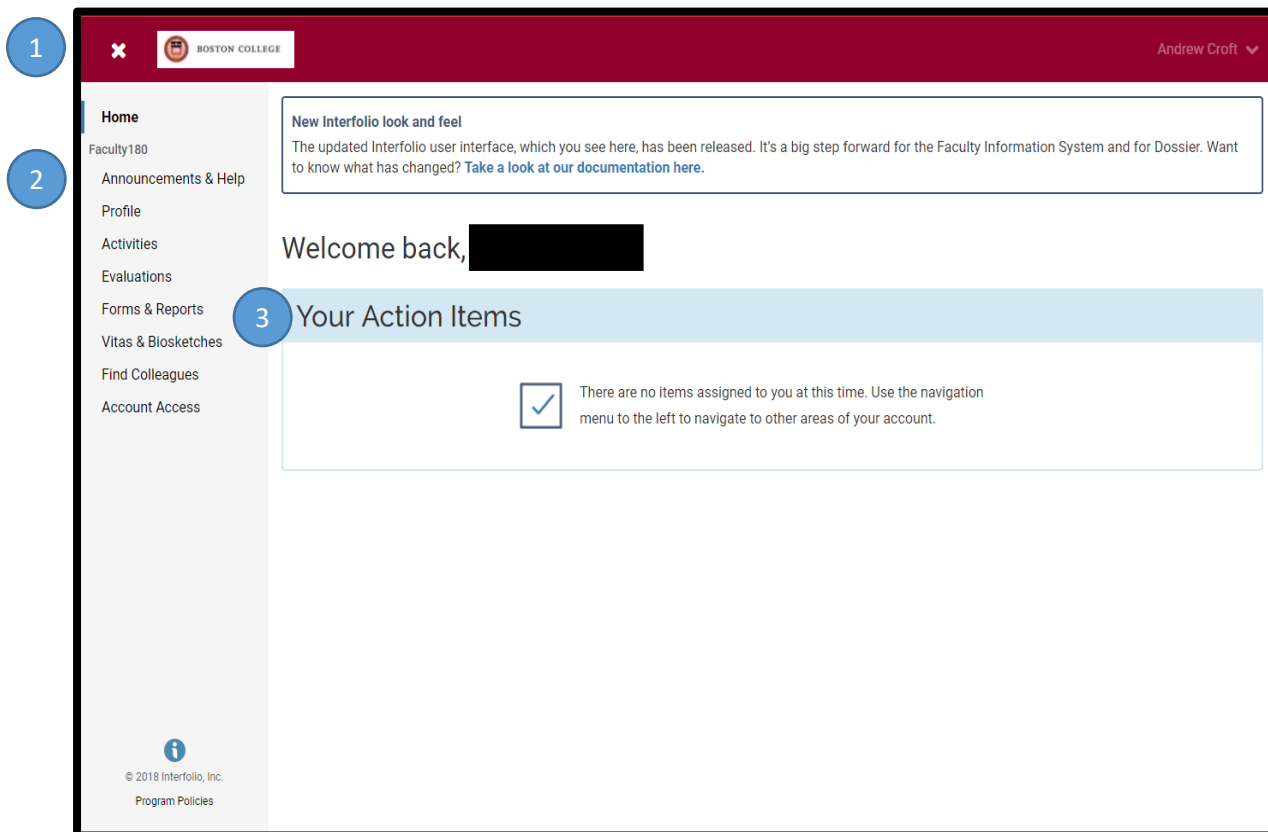 1
BOSTON COLLEGE
Andrew Croft
Home
Faculty180
2
Announcements & Help
Profile
Activities
Evaluations
Forms & Reports
Vitas & Biosketches
Find Colleagues
Account Access
New Interfolio look and feel
The updated Interfolio user interface, which you see here, has been released. It's a big step forward for the Faculty Information System and for Dossier. Want
to know what has changed? Take a look at our documentation here.
Welcome back,
3
Your Action Items
There are no items assigned to you at this time. Use the navigation
menu to the left to navigate to other areas of your account.
© 2018 Interfolio, Inc.
Program Policies